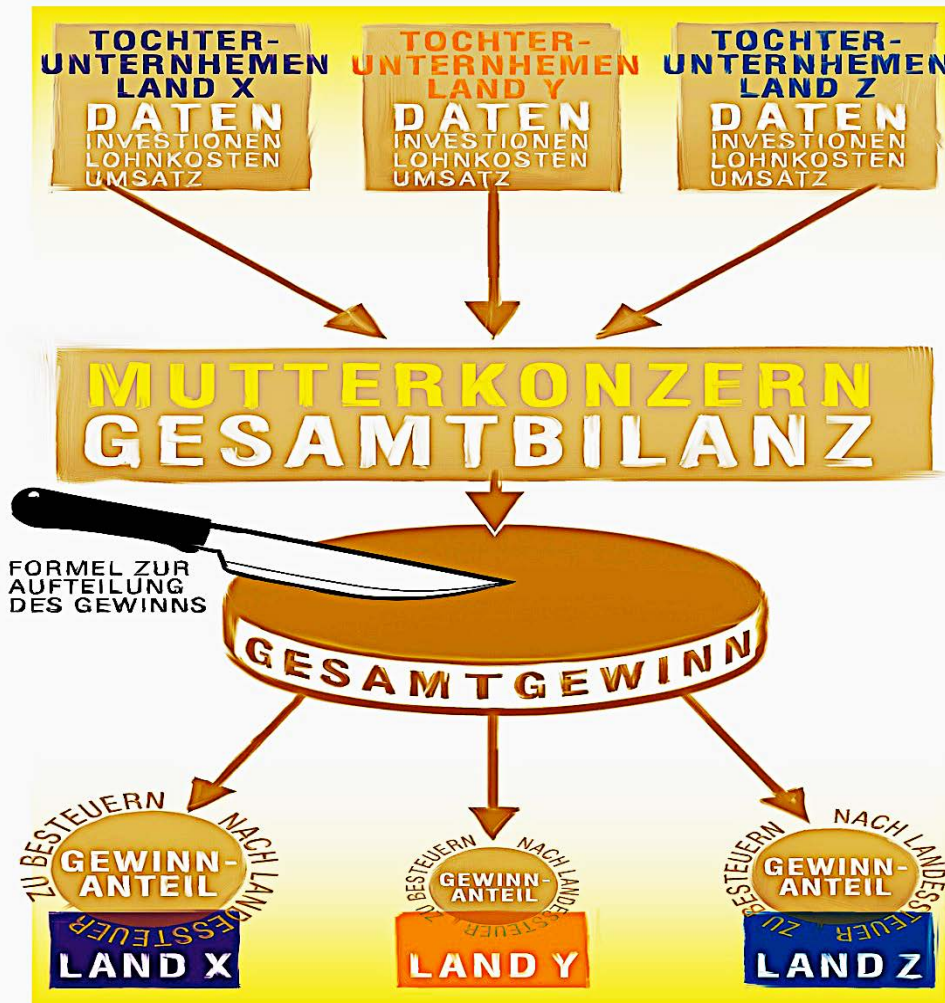 TOCHTER-
UNTERNHEMEN
LAND X
DATEN
INVESTIONEN
LOHNKOSTEN
UMSATZ
TOCHTER-
UNTERNHEMEN
LAND Y
DATEN
INVESTIONEN
LOHNKOSTEN
UMSATZ
TOCHTER-
UNTERNHEMEN
LAND Z
DATEN
INVESTIONEN
LOHNKOSTEN
UMSATZ
MUTTERKONZERN
GESAMTBILANZ
FORMEL ZUR
AUFTEILUNG
DES GEWINNS
GESAMTGEWINN
ZU BESTEUERN NACH LANDESSTEUER
GEWINN-
ANTEIL
LAND X
ZU BESTEUERN NACH LANDESSTEUER
GEWINN-
ANTEIL
LAND Y
ZU BESTEUERN NACH LANDESSTEUER
GEWINN-
ANTEIL
LAND Z